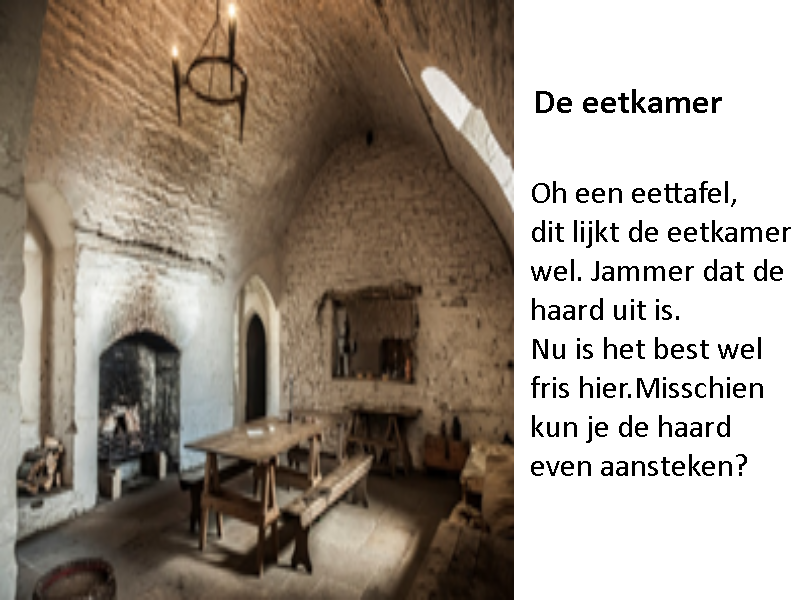 De eetkamer
Oh een eettafel,
dit lijkt de eetkamer
wel. Jammer dat de
haard uit is.
Nu is het best wel
fris hier.Misschien
kun je de haard
even aansteken?